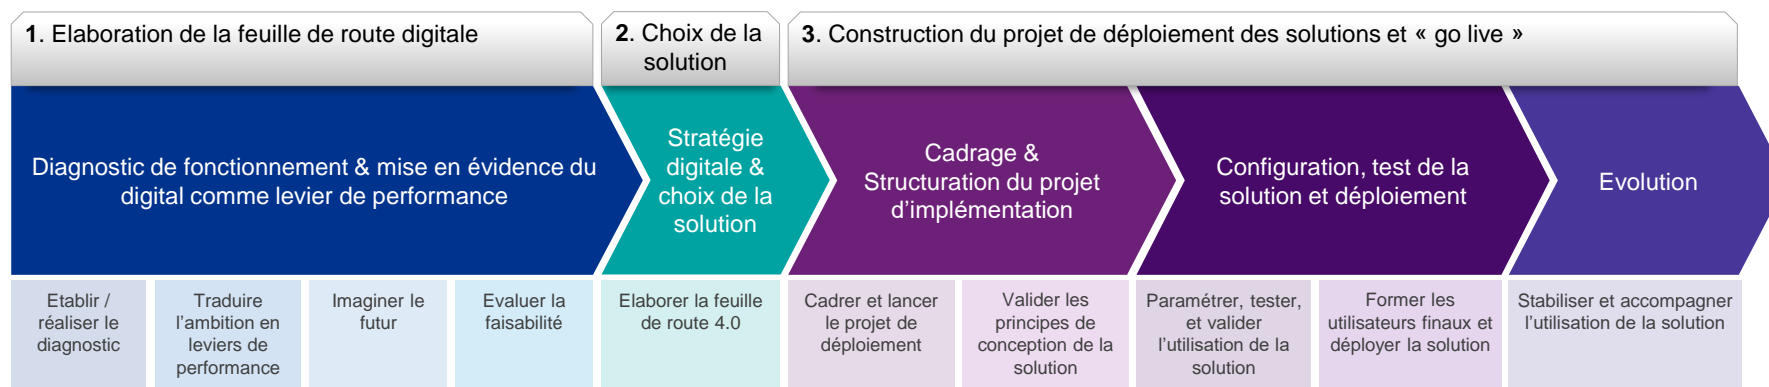 1. Elaboration de la feuille de route digitale
2. Choix de la
solution
3. Construction du projet de déploiement des solutions et « go live »
Diagnostic de fonctionnement & mise en évidence du
digital comme levier de performance
Stratégie
digitale &
choix de la
solution
Cadrage &
Structuration du projet
d'implémentation
Configuration, test de la
solution et déploiement
Evolution
Etablir /
réaliser le
diagnostic
Traduire
l'ambition en
leviers de
performance
Imaginer le
futur
Evaluer la
faisabilité
Elaborer la feuille
de route 4.0
Cadrer et lancer
le projet de
déploiement
Valider les
principes de
conception de la
solution
Paramétrer, tester,
et valider
l'utilisation de la
solution
Former les
utilisateurs finaux et
déployer la solution
Stabiliser et accompagner
l'utilisation de la solution